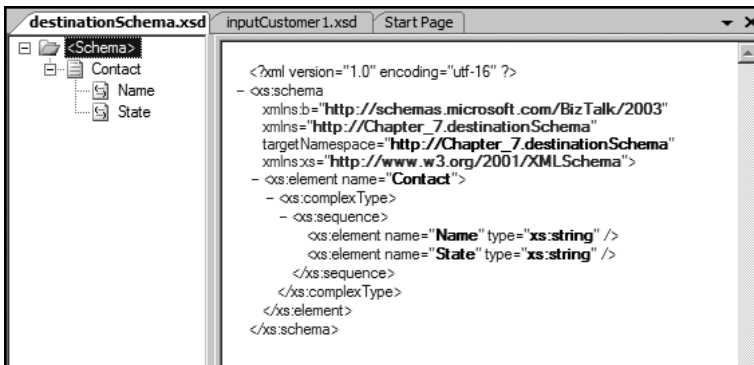 destinationSchema.xsd inputCustomer1.xsd Start Page
<Schema>
Contact
Name
State
<?xml version="1.0" encoding="utf-16" ?>
– <xs:schema
xmlns:b="http://schemas.microsoft.com/BizTalk/2003"
xmlns="http://Chapter_7.destinationSchema"
targetNamespace="http://Chapter_7.destinationSchema"
xmlns:xs="http://www.w3.org/2001/XMLSchema">
– <xs:element name="Contact">
– <xs:complexType>
– <xs:sequence>
<xs:element name="Name" type="xs:string" />
<xs:element name="State" type="xs:string" />
</xs:sequence>
</xs:complexType>
</xs:element>
</xs:schema>